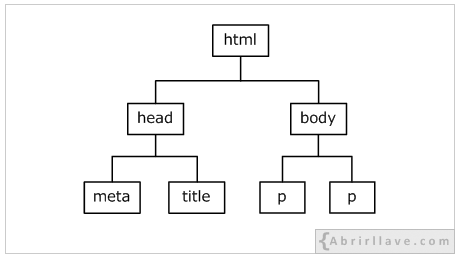 html
head body
meta title p p
{Abrirllave.com